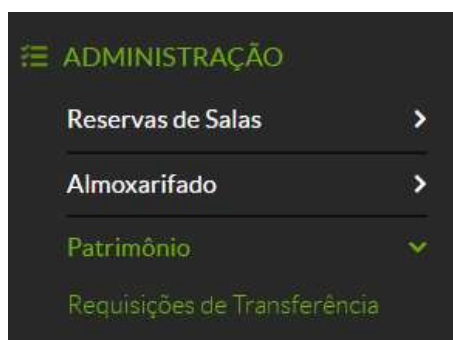 ADMINISTRAÇÃO
Reservas de Salas
Almoxarifado
Patrimônio
Requisições de Transferência